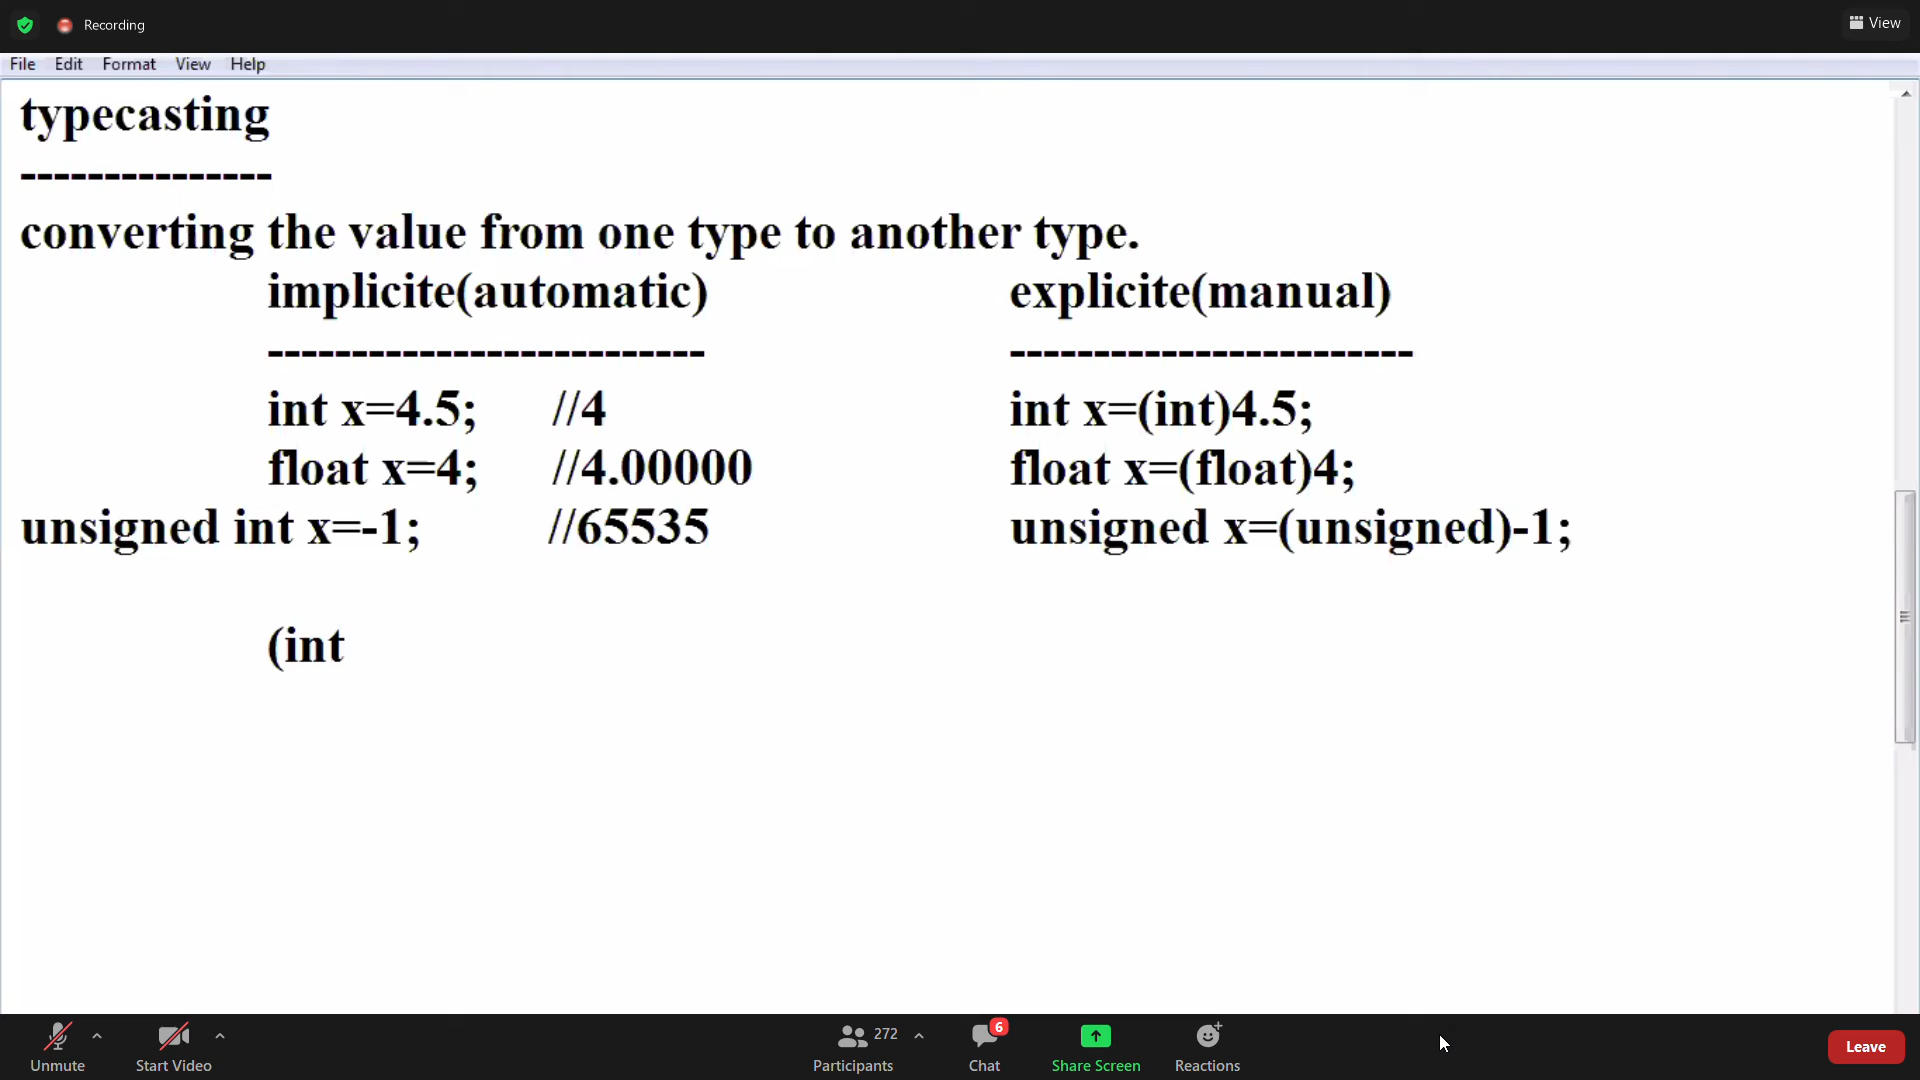 Recording
View
File Edit Format View Help
typecasting
---------------
converting the value from one type to another type.
implicite(automatic) explicite(manual)
-------------------------- ------------------------
int x=4.5; //4 int x=(int)4.5;
float x=4; //4.00000 float x=(float)4;
unsigned int x=-1; //65535 unsigned x=(unsigned)-1;
(int
272 6
Unmute Start Video Participants Chat Share Screen Reactions Leave